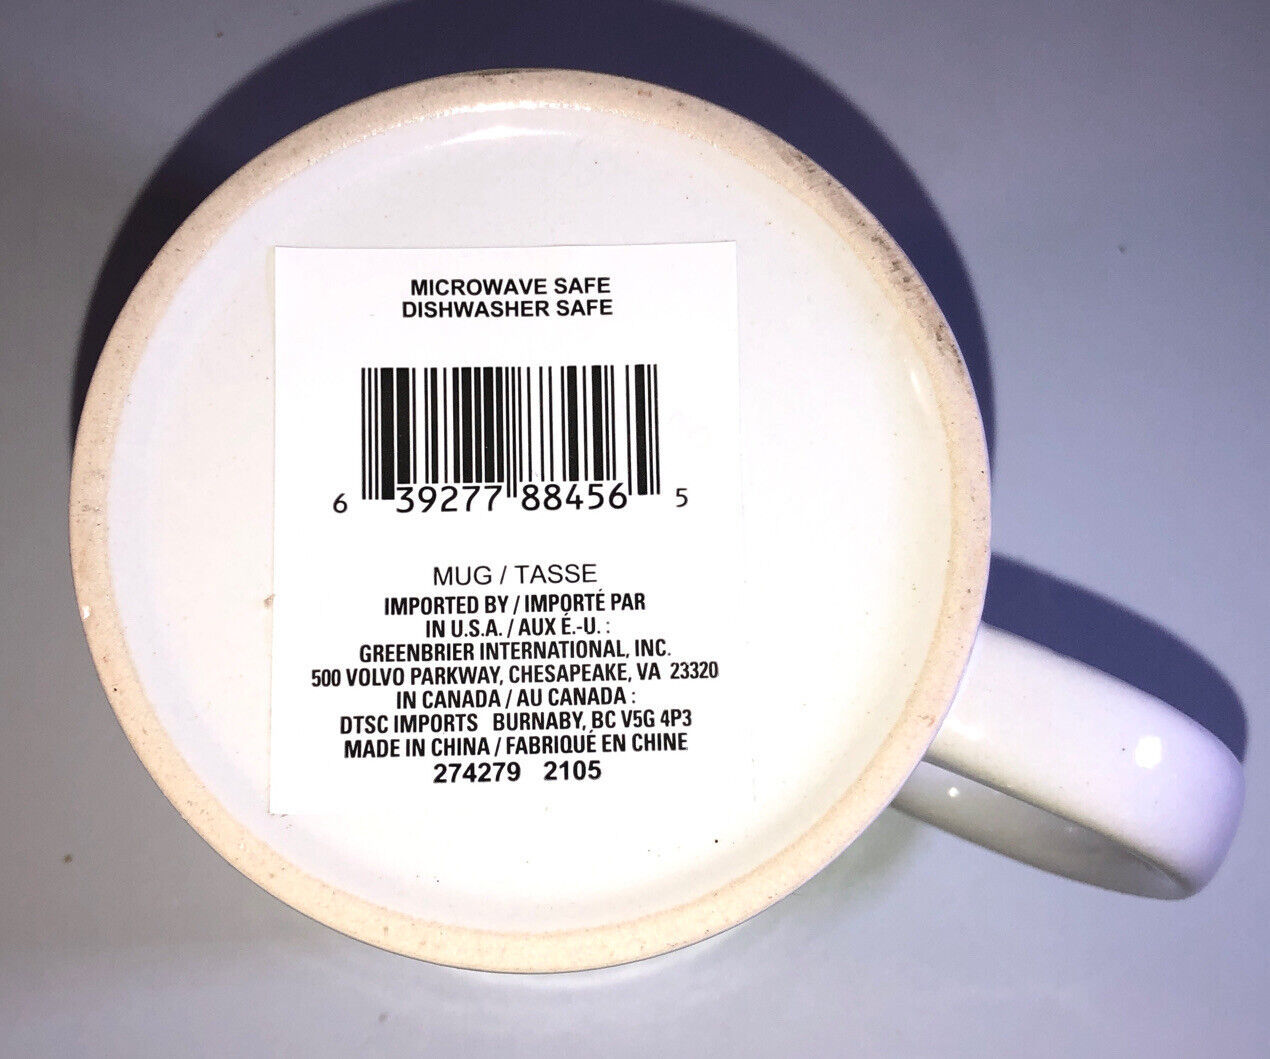 MICROWAVE SAFE
DISHWASHER SAFE
6 39277 88456 5
MUG / TASSE
IMPORTED BY / IMPORTÉ PAR
IN U.S.A. / AUX É.-U. :
GREENBRIER INTERNATIONAL, INC.
500 VOLVO PARKWAY, CHESAPEAKE, VA 23320
IN CANADA / AU CANADA :
DTSC IMPORTS BURNABY, BC V5G 4P3
MADE IN CHINA / FABRIQUÉ EN CHINE
274279 2105